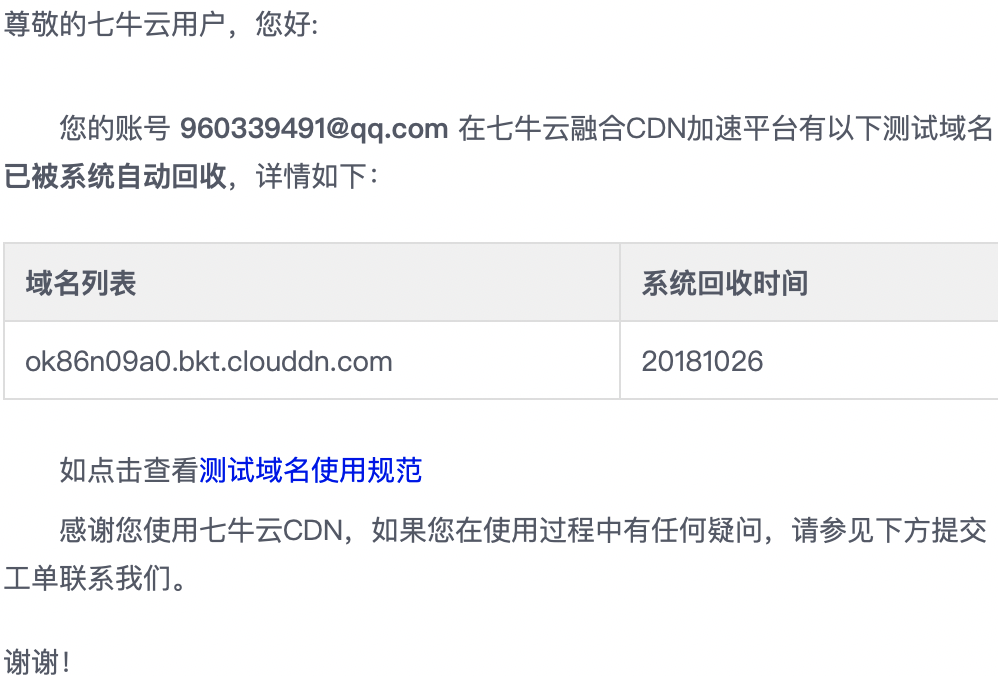 尊敬的七牛云用户，您好:
您的账号 960339491@qq.com 在七牛云融合CDN加速平台有以下测试域名
已被系统自动回收，详情如下：
域名列表 系统回收时间
ok86n09a0.bkt.clouddn.com 20181026
如点击查看测试域名使用规范
感谢您使用七牛云CDN，如果您在使用过程中有任何疑问，请参见下方提交
工单联系我们。
谢谢！